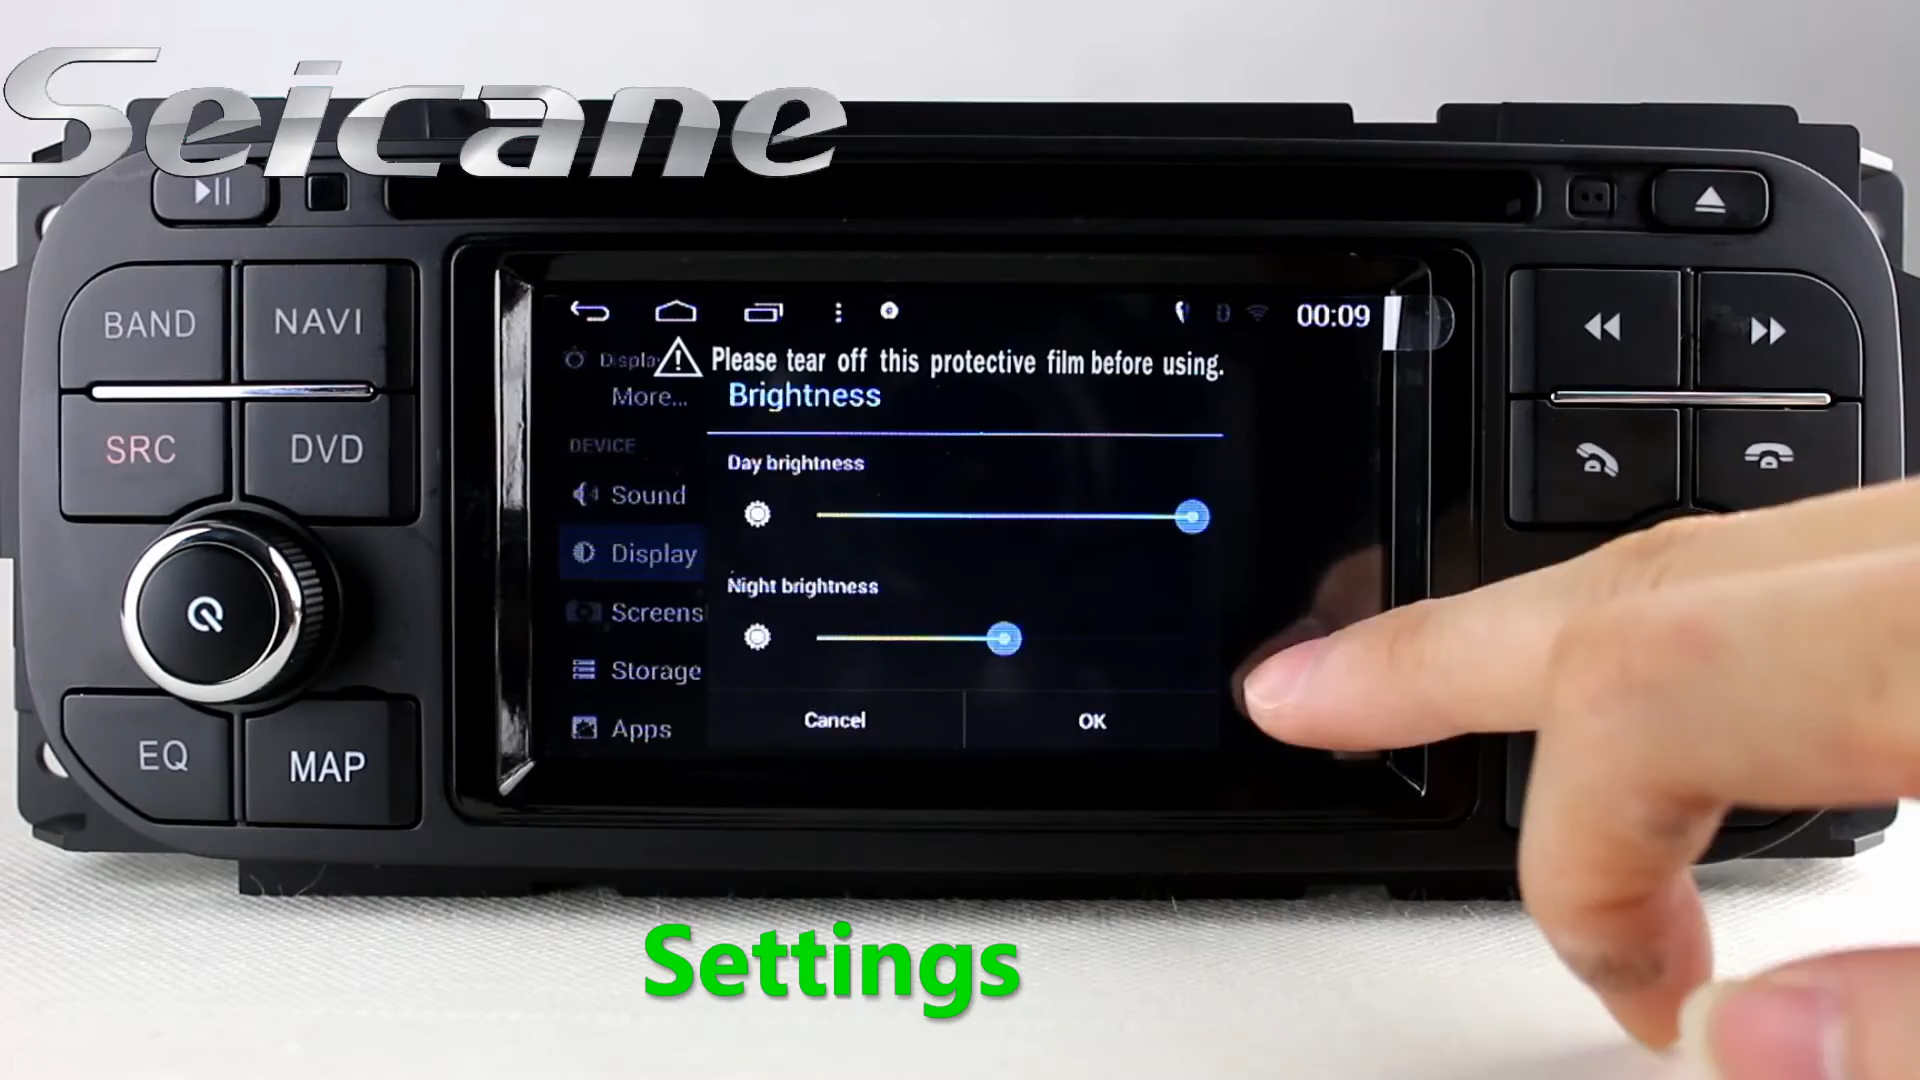 Seicane
BAND
NAVI
SRC
DVD
EQ
MAP
00:09
Display
Please tear off this protective film before using.
More...
Brightness
DEVICE
Day brightness
Sound
Display
Night brightness
Screens
Storage
Cancel
OK
Apps
Settings